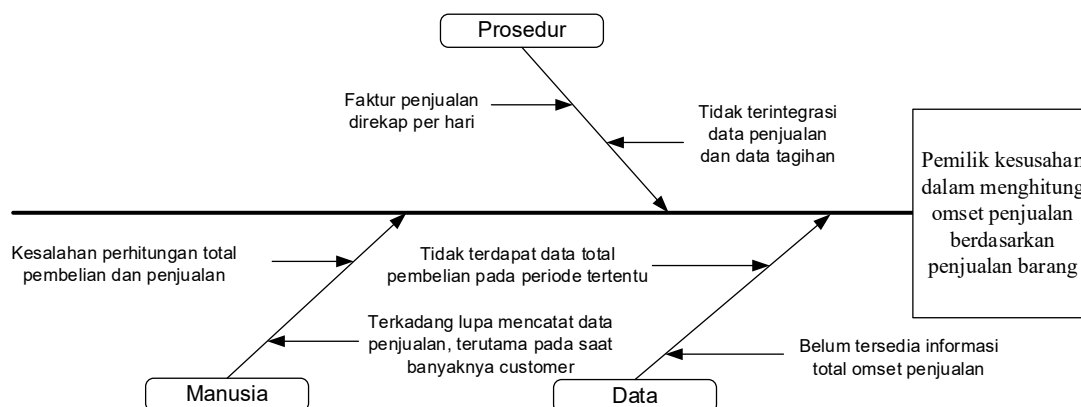 Prosedur
Faktur penjualan
direkap per hari
Tidak terintegrasi
data penjualan
dan data tagihan
Pemilik kesusahan
dalam menghitung
omset penjualan
berdasarkan
penjualan barang
Kesalahan perhitungan total
pembelian dan penjualan
Tidak terdapat data total
pembelian pada periode tertentu
Terkadang lupa mencatat data
penjualan, terutama pada saat
banyaknya customer
Belum tersedia informasi
total omset penjualan
Manusia
Data